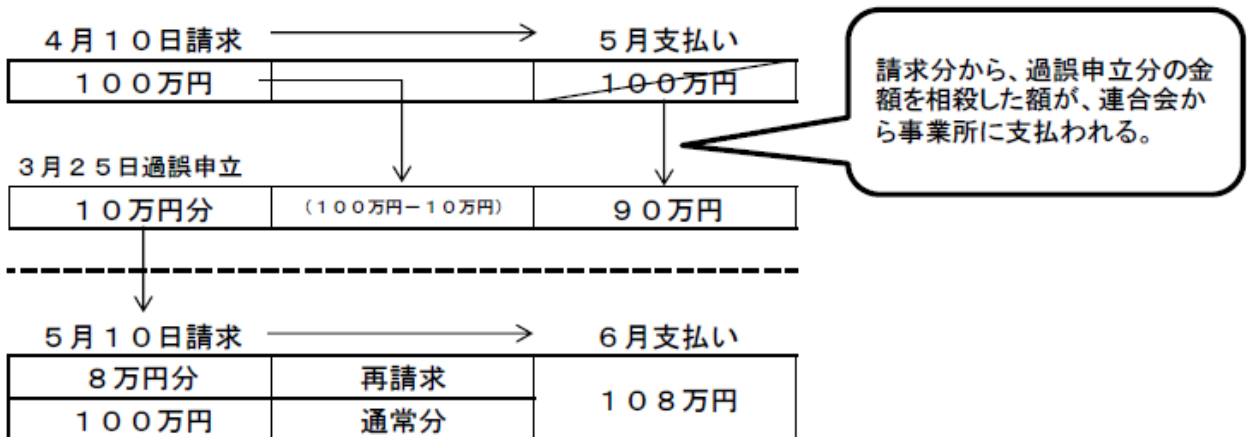 4月10日請求 5月支払い
100万円 100万円
請求分から、過誤申立分の金
額を相殺した額が、連合会か
ら事業所に支払われる。
3月25日過誤申立
10万円分 (100万円-10万円) 90万円
5月10日請求 6月支払い
8万円分 再請求 108万円
100万円 通常分